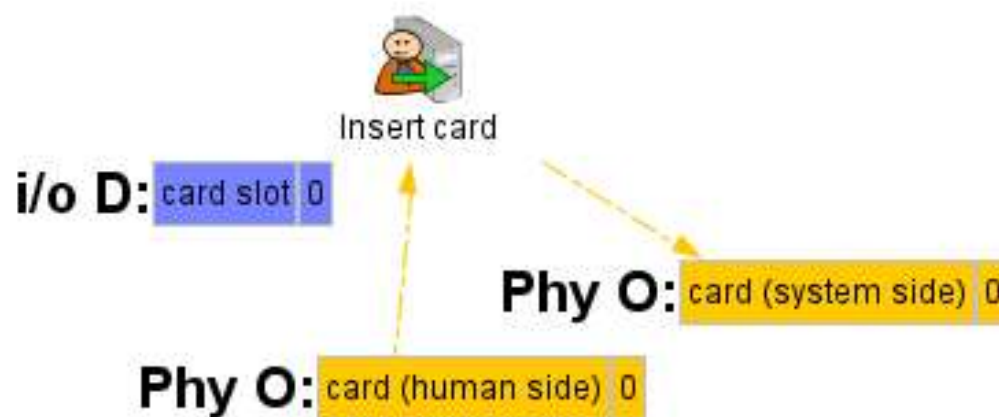 Insert card
i/o D: card slot 0
Phy O: card (system side) 0
Phy O: card (human side) 0